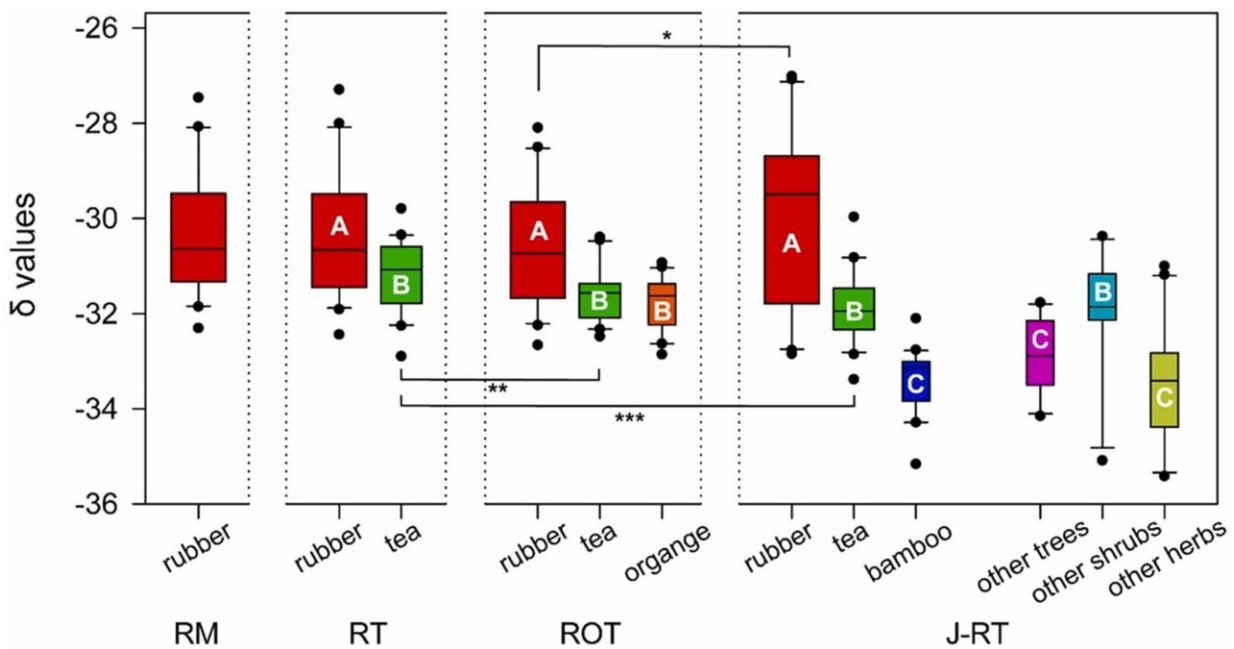 δ values
-26
-28
-30
-32
-34
-36
*
**
***
A
B
A
B
B
A
B
C
C
B
C
rubber
rubber
tea
rubber
tea
organge
rubber
tea
bamboo
other trees
other shrubs
other herbs
RM
RT
ROT
J-RT